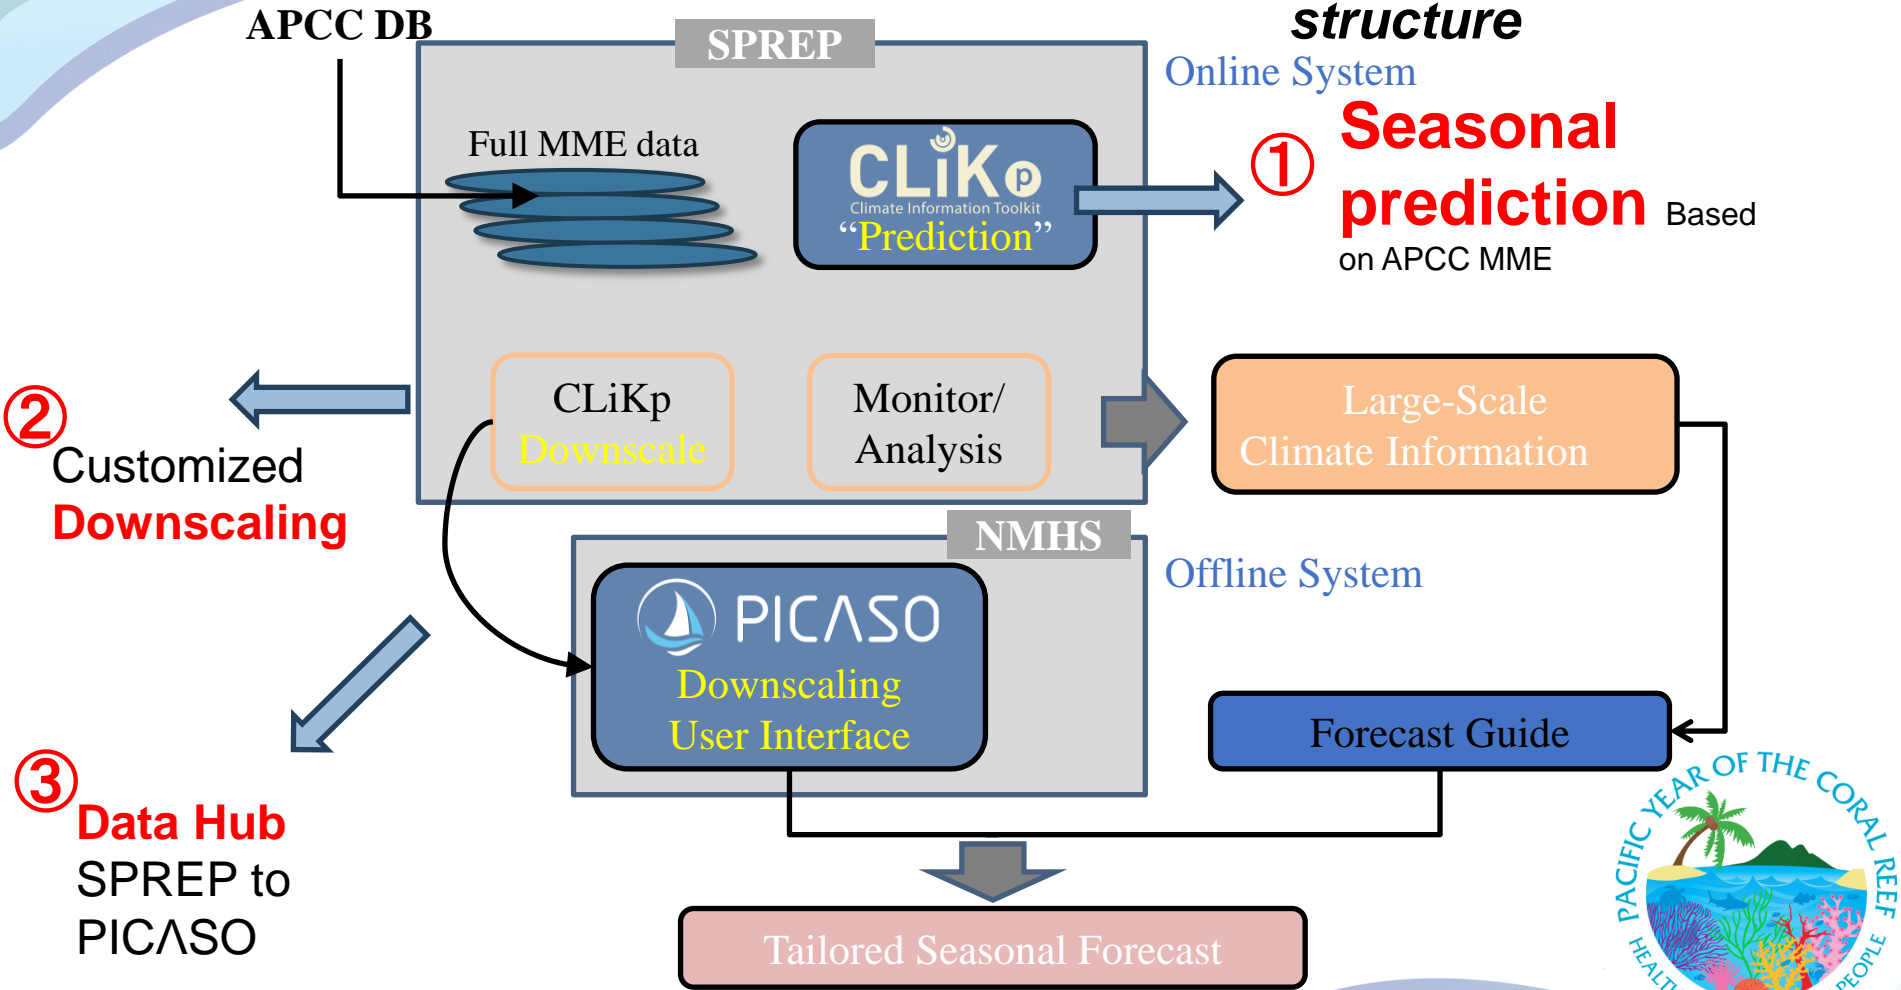 structure
APCC DB
SPREP
Online System
Full MME data
CLiKp
Climate Information Toolkit
“Prediction”
①
Seasonal
prediction Based
on APCC MME
②
Customized
Downscaling
CLiKp
Downscale
Monitor/
Analysis
Large-Scale
Climate Information
NMHS
Offline System
PICΛSO
Downscaling
User Interface
Forecast Guide
③
Data Hub
SPREP to
PICΛSO
Tailored Seasonal Forecast
PACIFIC YEAR OF THE CORAL REEF
PEOPLE